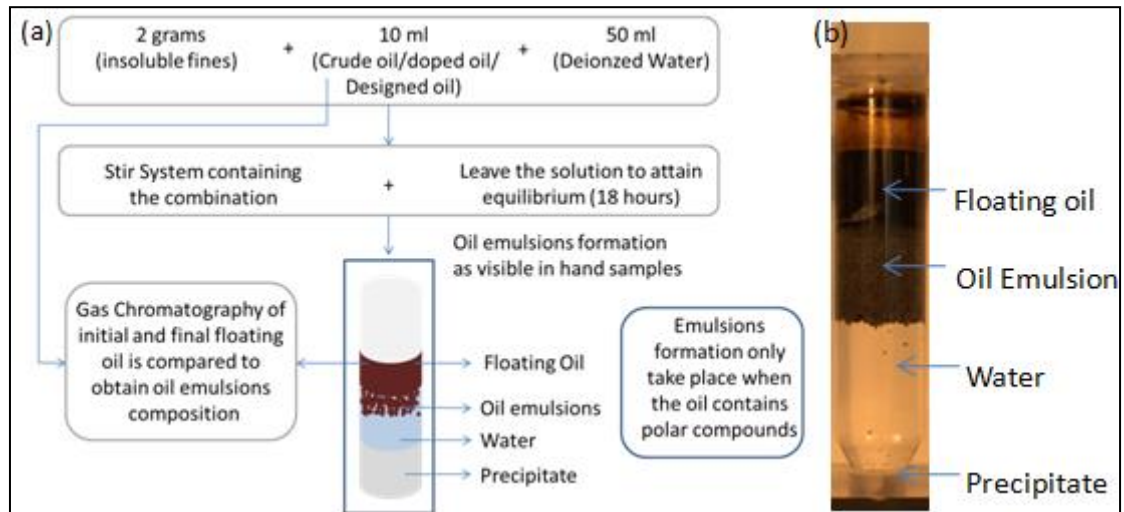 (a)
2 grams
(insoluble fines)
+
10 ml
(Crude oil/doped oil/
Designed oil)
+
50 ml
(Deionzed Water)
Stir System containing
the combination
+
Leave the solution to attain
equilibrium (18 hours)
Oil emulsions formation
as visible in hand samples
Gas Chromatography of
initial and final floating
oil is compared to
obtain oil emulsions
composition
Floating Oil
Oil emulsions
Water
Precipitate
Emulsions
formation only
take place when
the oil contains
polar compounds
(b)
Floating oil
Oil Emulsion
Water
Precipitate